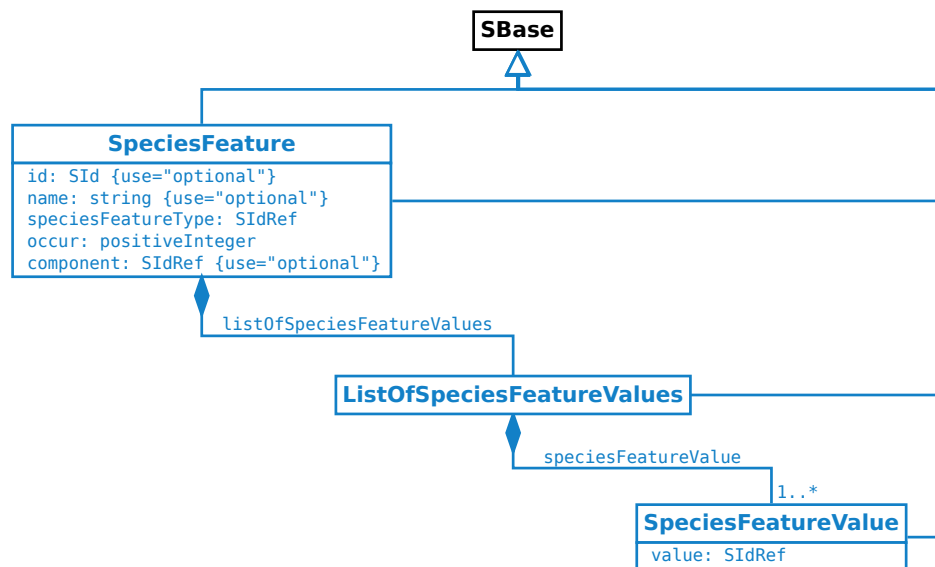 SBase
SpeciesFeature
id: SId {use="optional"}
name: string {use="optional"}
speciesFeatureType: SIdRef
occur: positiveInteger
component: SIdRef {use="optional"}
listOfSpeciesFeatureValues
ListOfSpeciesFeatureValues
speciesFeatureValue
1..*
SpeciesFeatureValue
value: SIdRef